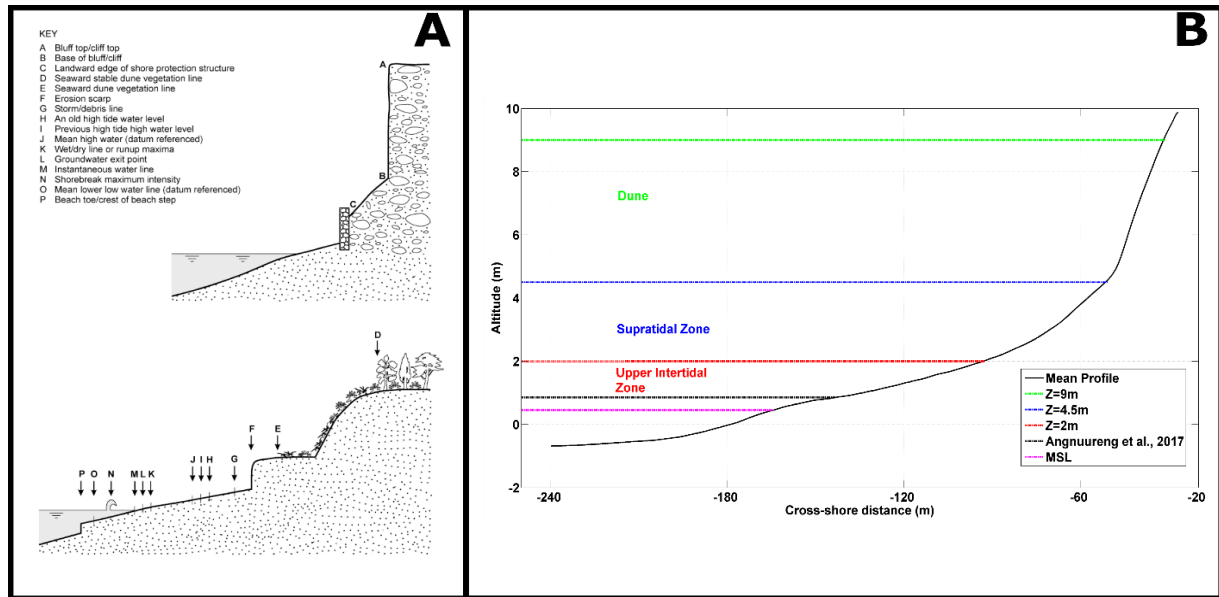 A
KEY
A Bluff top/cliff top
B Base of bluff/cliff
C Landward edge of shore protection structure
D Seaward stable dune vegetation line
E Seaward dune vegetation line
F Erosion scarp
G Storm/debris line
H An old high tide water level
I Previous high tide high water level
J Mean high water (datum referenced)
K Wet/dry line or runup maxima
L Groundwater exit point
M Instantaneous water line
N Shorebreak maximum intensity
O Mean lower low water line (datum referenced)
P Beach toe/crest of beach step
A
B
C
D
F E
P O N M L K J I H G
B
10
8
6
4
2
0
-2
Altitude (m)
Dune
Supratidal Zone
Upper Intertidal
Zone
Mean Profile
Z=9m
Z=4.5m
Z=2m
Angnuureng et al., 2017
MSL
-240 -180 -120 -60 -20
Cross-shore distance (m)